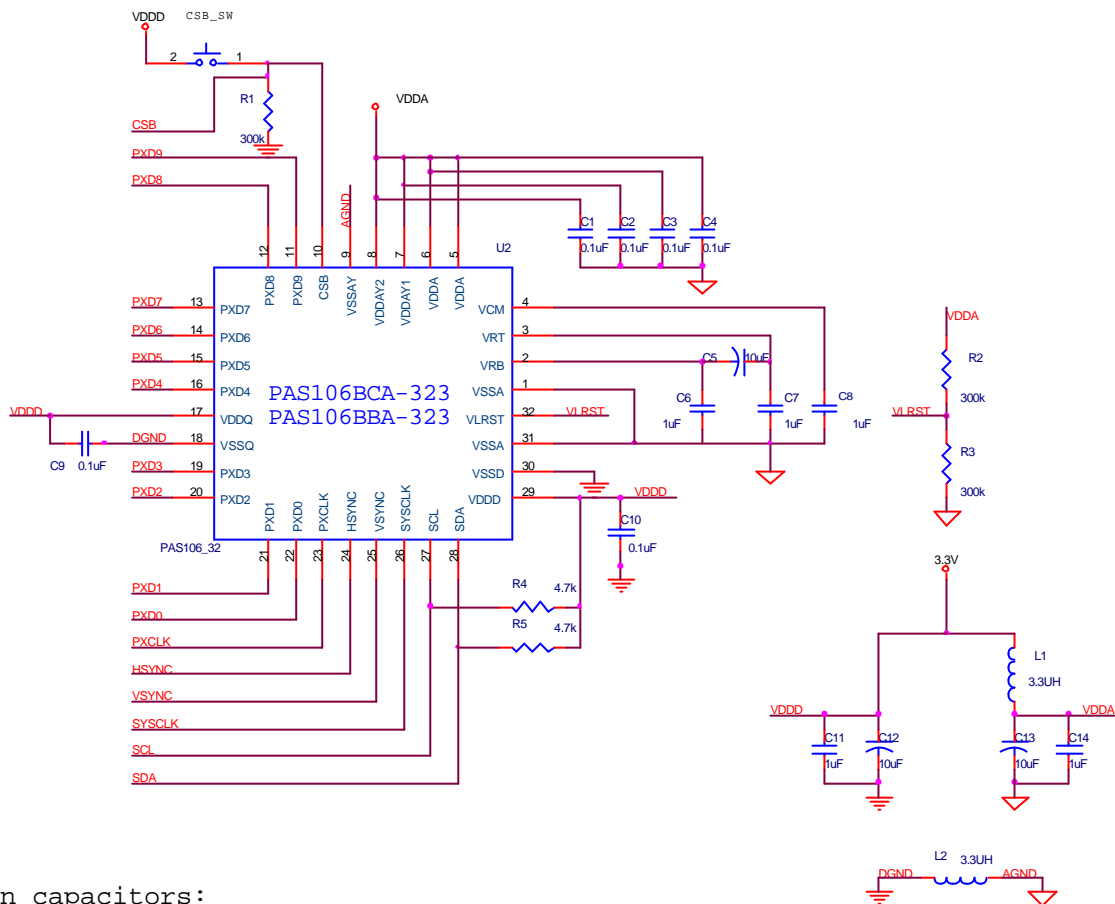 VDDD CSB_SW
2 1
R1
VDDA
CSB
300k
PXD9
PXD8
AGND
C1 C2 C3 C4
0.1uF 0.1uF 0.1uF 0.1uF
12 11 10 9 8 7 6 5
U2
PXD8 PXD9 CSB VSSAY VDDAY2 VDDAY1 VDDA VDDA
PXD7 13 PXD7
PXD6 14 PXD6
PXD5 15 PXD5
PXD4 16 PXD4
VDDD 17 VDDQ
DGND 18 VSSQ
C9 0.1uF
PXD3 19 PXD3
PXD2 20 PXD2
PAS106BCA-323
PAS106BBA-323
VCM 4
VRT 3
VRB 2
VSSA 1
VLRST 32 VLRST
VSSA 31
VSSD 30
VDDD 29 VDDD
C5 10uF
C6 C7 C8
1uF 1uF 1uF
VDDA
R2
300k
VLRST
R3
300k
C10
0.1uF
PXD1 PXD0 PXCLK HSYNC VSYNC SYSCLK SCL SDA
PAS106_32
21 22 23 24 25 26 27 28
R4 4.7k
R5 4.7k
PXD1
PXD0
PXCLK
HSYNC
VSYNC
SYSCLK
SCL
SDA
3.3V
L1
3.3UH
VDDD VDDA
C11 C12 C13 C14
1uF 10uF 10uF 1uF
L2 3.3UH
DGND AGND
n capacitors: